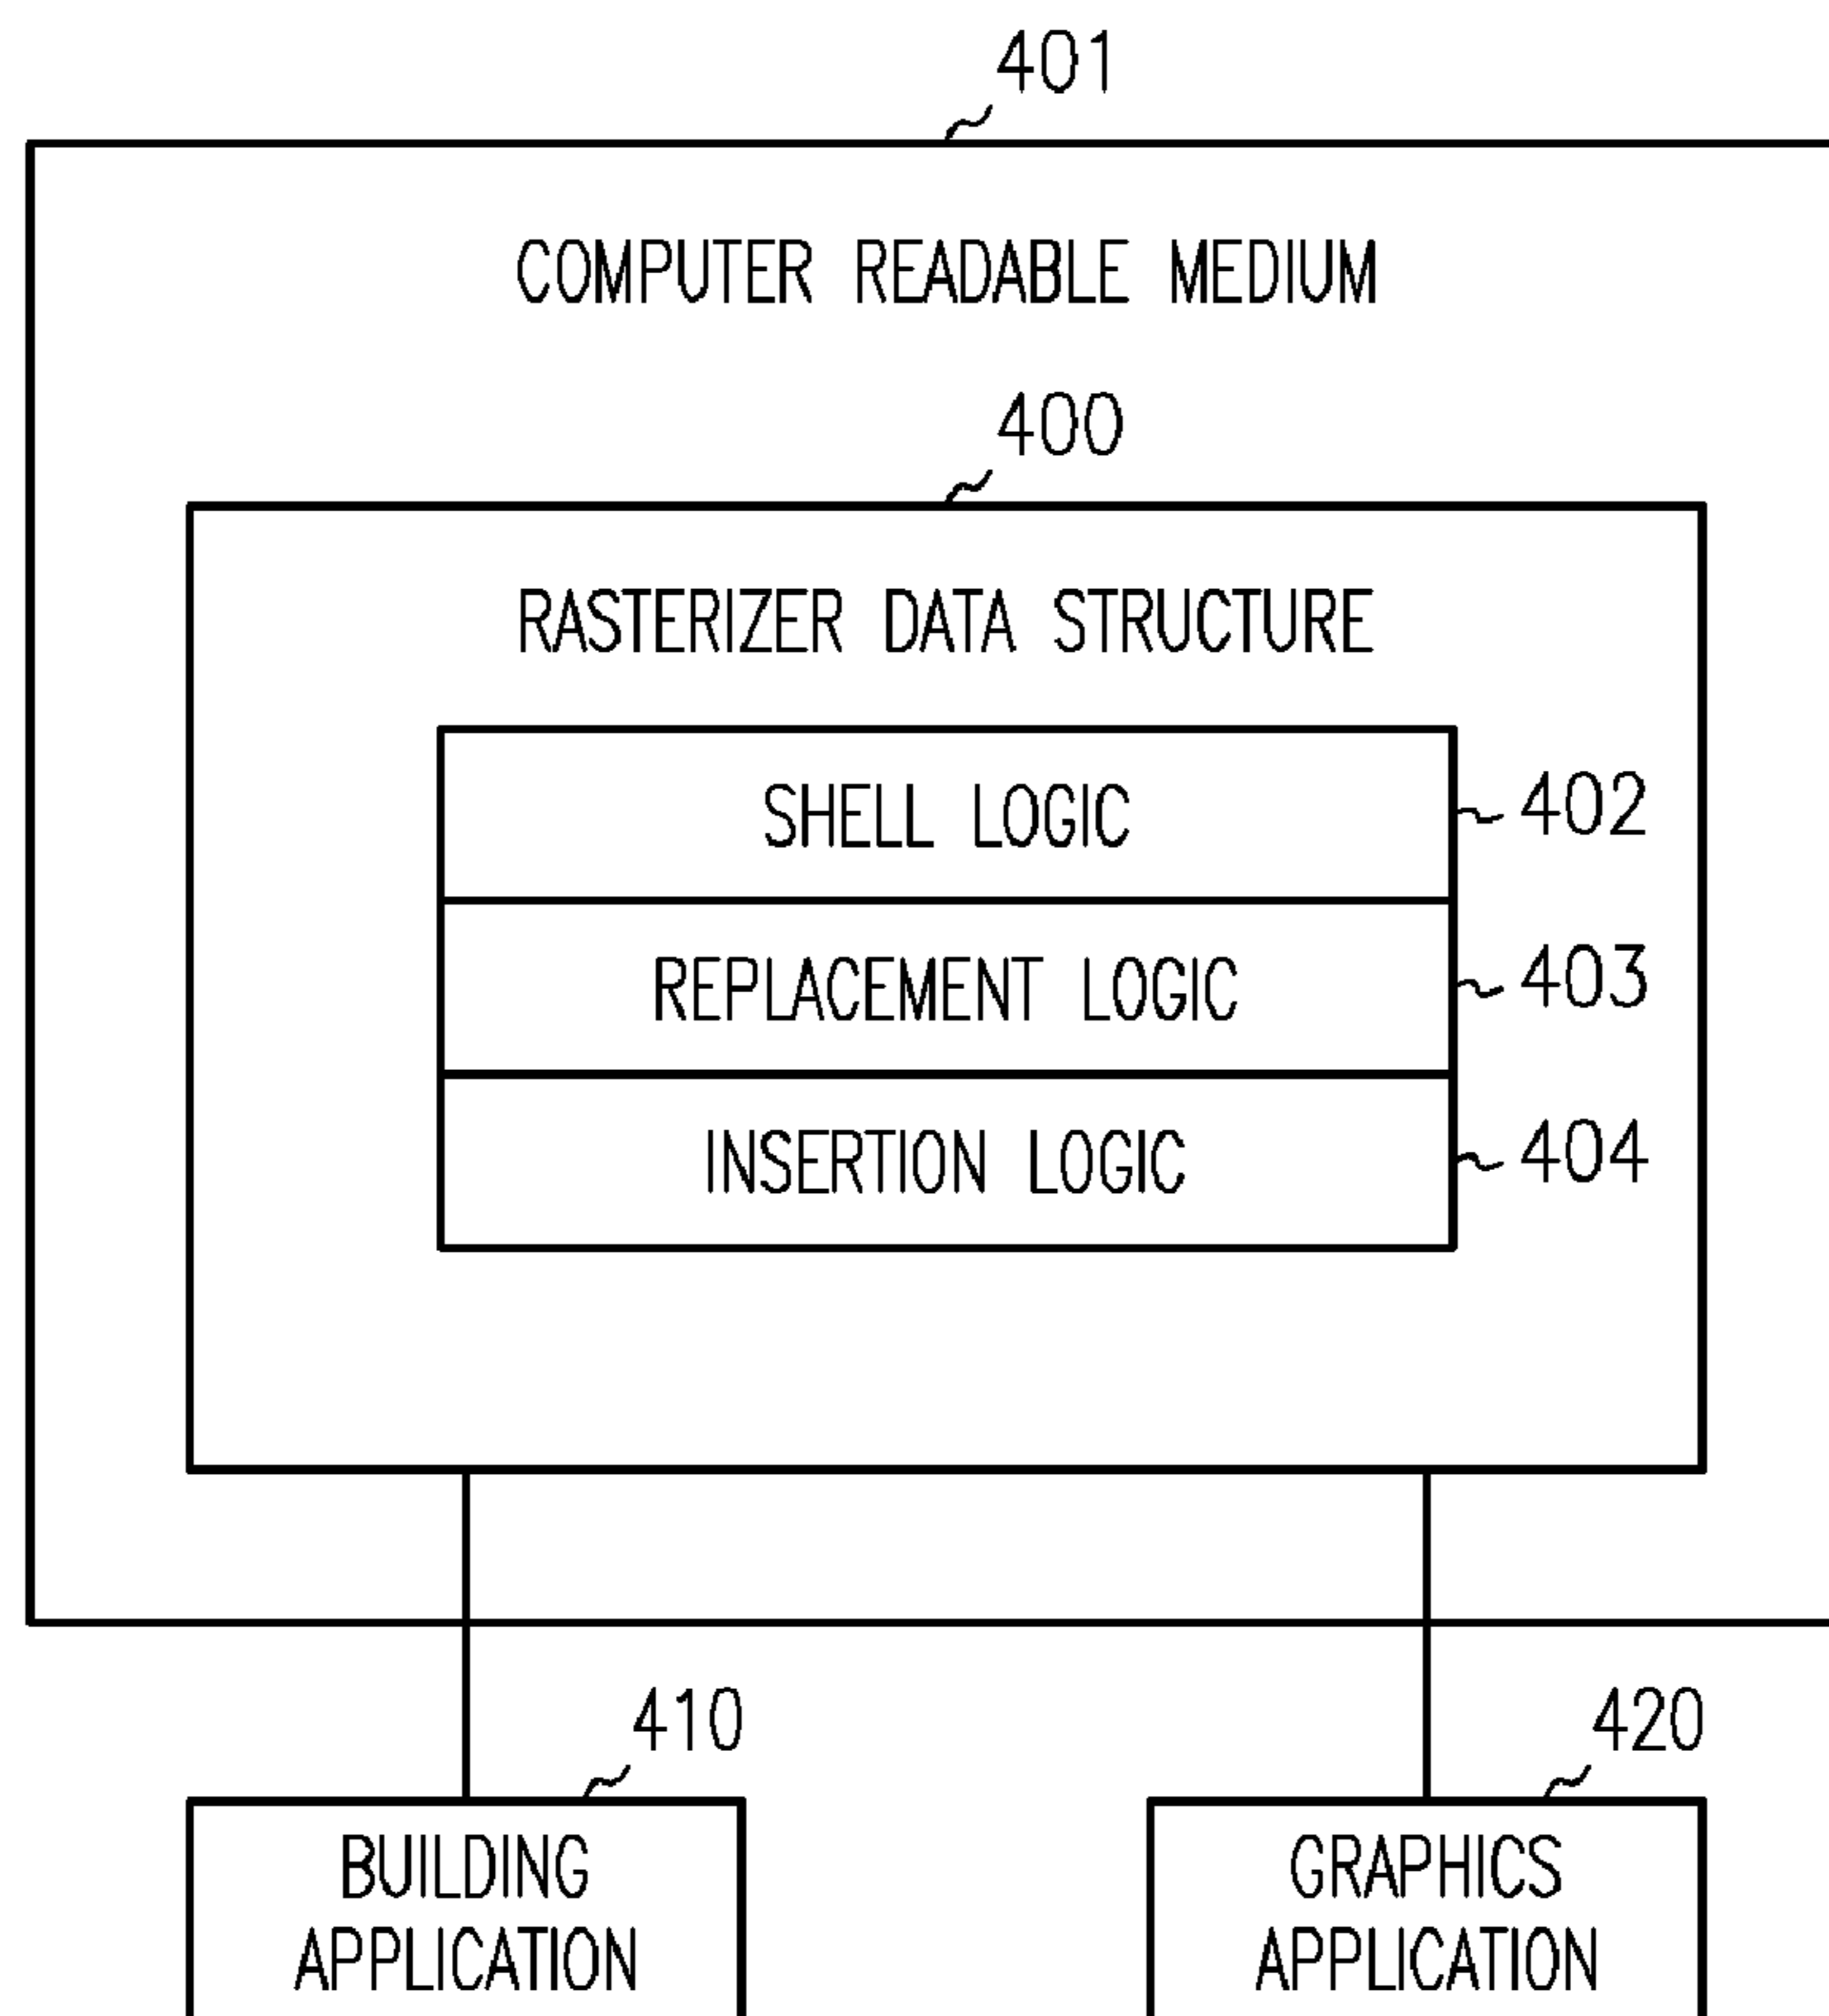 401
COMPUTER READABLE MEDIUM
400
RASTERIZER DATA STRUCTURE
SHELL LOGIC
402
REPLACEMENT LOGIC
403
INSERTION LOGIC
404
410
420
BUILDING
APPLICATION
GRAPHICS
APPLICATION